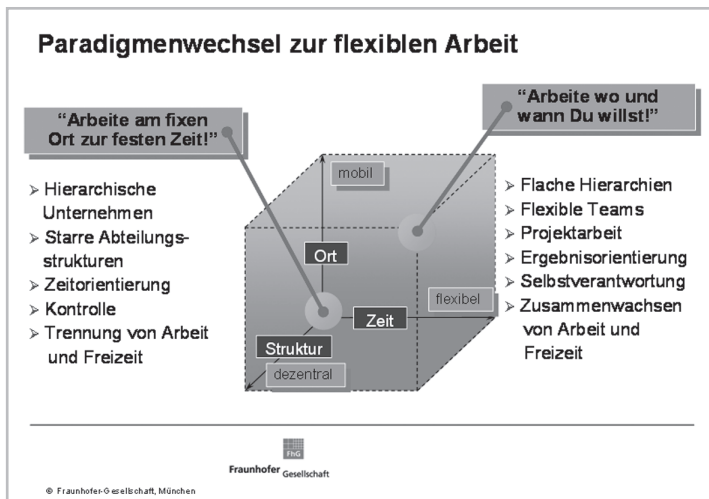 Paradigmenwechsel zur flexiblen Arbeit
“Arbeite am fixen
Ort zur festen Zeit!”
“Arbeite wo und
wann Du willst!”
➢ Hierarchische
Unternehmen
➢ Starre Abteilungs-
strukturen
➢ Zeitorientierung
➢ Kontrolle
➢ Trennung von Arbeit
und Freizeit
mobil
Ort
flexibel
Zeit
Struktur
dezentral
➢ Flache Hierarchien
➢ Flexible Teams
➢ Projektarbeit
➢ Ergebnisorientierung
➢ Selbstverantwortung
➢ Zusammenwachsen
von Arbeit und
Freizeit
FhG
Fraunhofer Gesellschaft
© Fraunhofer-Gesellschaft, München